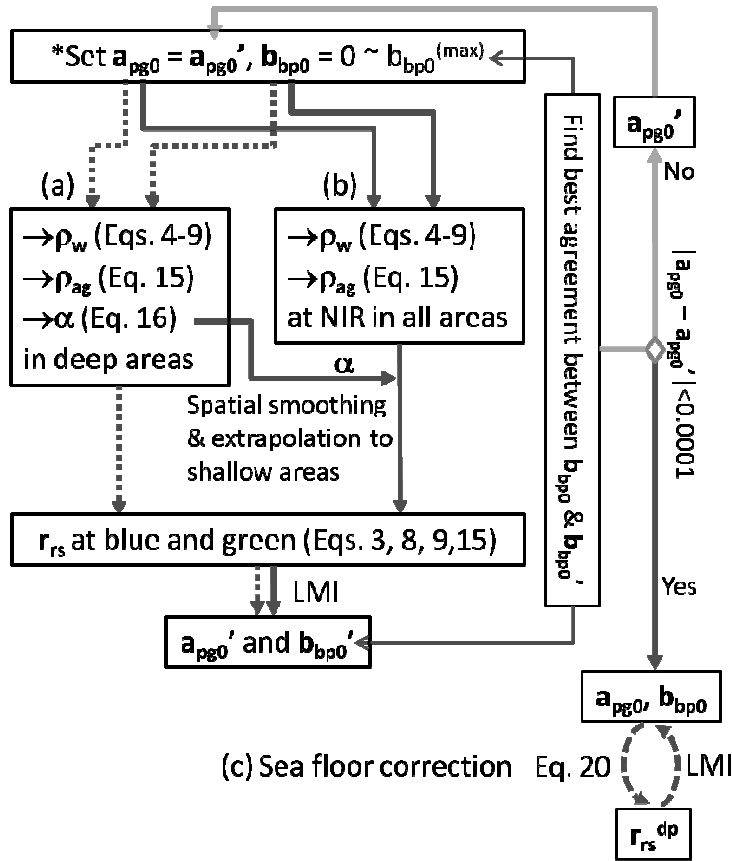 *Set apg0 = apg0′, bbp0 = 0 ~ bbp0(max)
apg0′
No
(a)
(b)
→ρw (Eqs. 4-9)
→ρag (Eq. 15)
→α (Eq. 16)
in deep areas
→ρw (Eqs. 4-9)
→ρag (Eq. 15)
at NIR in all areas
α
Spatial smoothing
& extrapolation to
shallow areas
Find best agreement between bbp0 & bbp0′
|apg0 – apg0′|<0.0001
rrs at blue and green (Eqs. 3, 8, 9,15)
LMI
Yes
apg0′ and bbp0′
apg0, bbp0
(c) Sea floor correction
Eq. 20
LMI
rrsdp